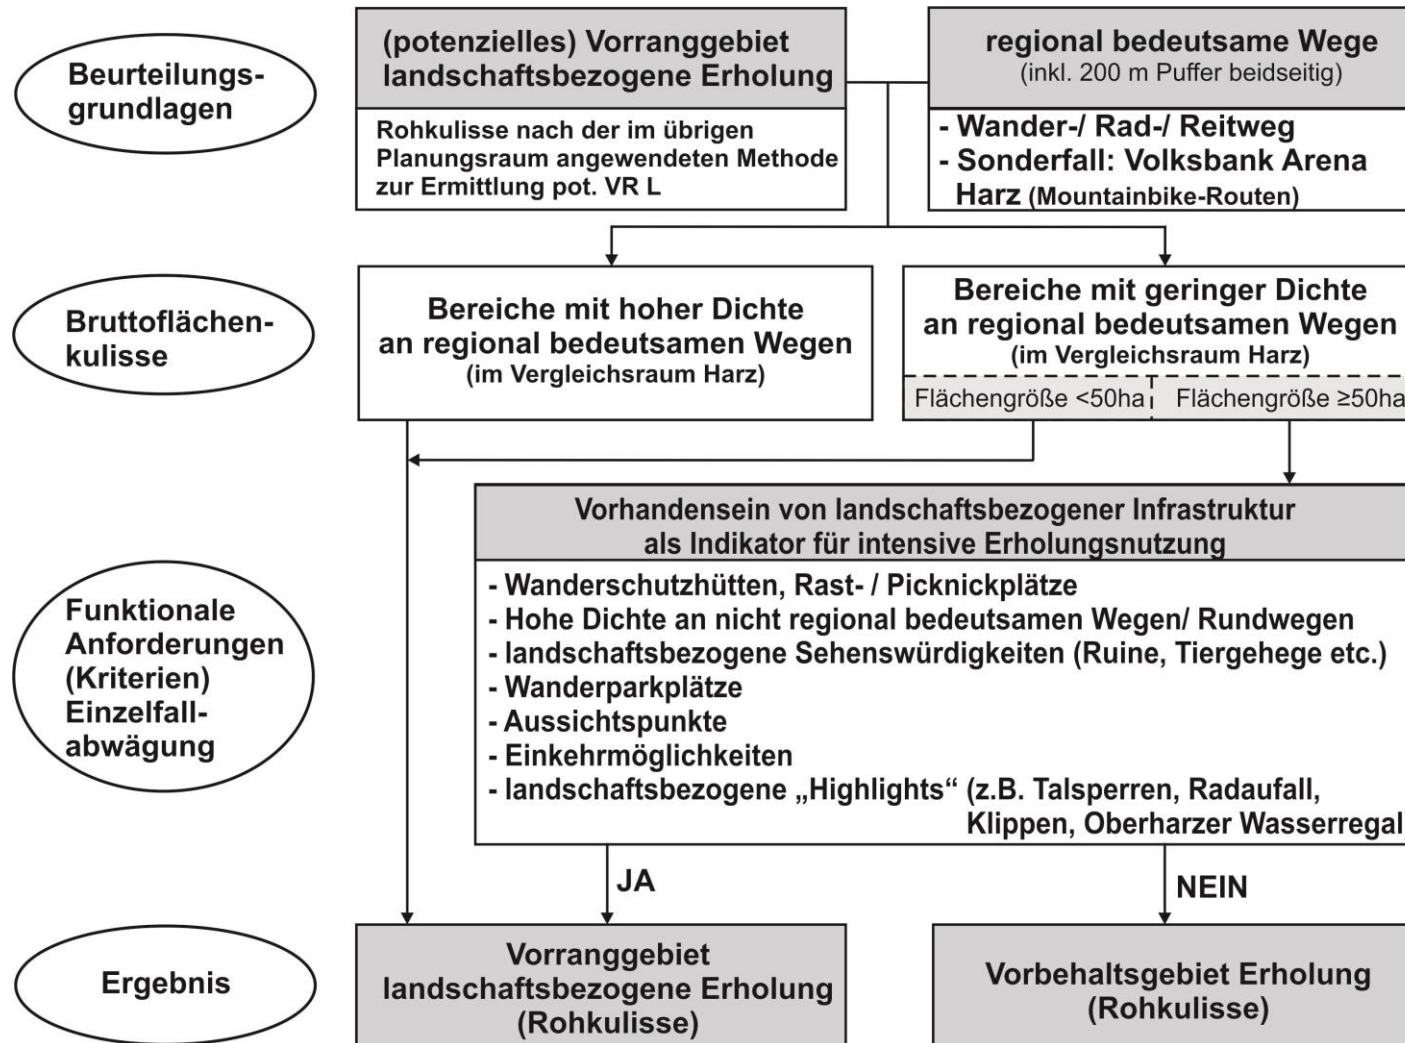 Beurteilungs-
grundlagen
(potenzielles) Vorranggebiet
landschaftsbezogene Erholung
Rohkulisse nach der im übrigen
Planungsraum angewendeten Methode
zur Ermittlung pot. VR L
regional bedeutsame Wege
(inkl. 200 m Puffer beidseitig)
- Wander-/ Rad-/ Reitweg
- Sonderfall: Volksbank Arena
Harz (Mountainbike-Routen)
Bruttoflächen-
kulisse
Bereiche mit hoher Dichte
an regional bedeutsamen Wegen
(im Vergleichsraum Harz)
Bereiche mit geringer Dichte
an regional bedeutsamen Wegen
(im Vergleichsraum Harz)
Flächengröße <50ha
Flächengröße ≥50ha
Funktionale
Anforderungen
(Kriterien)
Einzelfall-
abwägung
Vorhandensein von landschaftsbezogener Infrastruktur
als Indikator für intensive Erholungsnutzung
- Wanderschutzhütten, Rast- / Picknickplätze
- Hohe Dichte an nicht regional bedeutsamen Wegen/ Rundwegen
- landschaftsbezogene Sehenswürdigkeiten (Ruine, Tiergehege etc.)
- Wanderparkplätze
- Aussichtspunkte
- Einkehrmöglichkeiten
- landschaftsbezogene „Highlights“ (z.B. Talsperren, Radaufall,
Klippen, Oberharzer Wasserregal)
JA
NEIN
Ergebnis
Vorranggebiet
landschaftsbezogene Erholung
(Rohkulisse)
Vorbehaltsgebiet Erholung
(Rohkulisse)